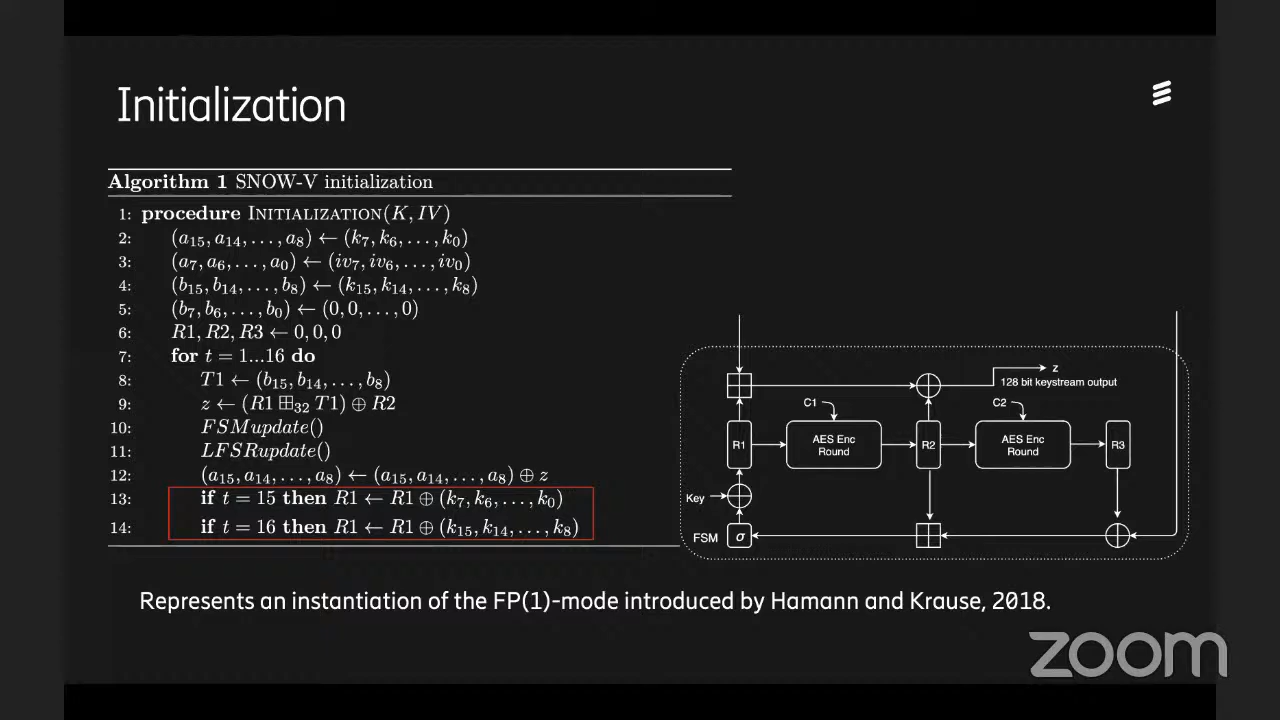 Initialization
Algorithm 1 SNOW-V initialization
1: procedure INITIALIZATION(K, IV)
2: (a₁₅, a₁₄, . . . , a₈) ← (k₇, k₆, . . . , k₀)
3: (a₇, a₆, . . . , a₀) ← (iv₇, iv₆, . . . , iv₀)
4: (b₁₅, b₁₄, . . . , b₈) ← (k₁₅, k₁₄, . . . , k₈)
5: (b₇, b₆, . . . , b₀) ← (0, 0, . . . , 0)
6: R1, R2, R3 ← 0, 0, 0
7: for t = 1...16 do
8: T1 ← (b₁₅, b₁₄, . . . , b₈)
9: z ← (R1 ⊞₃₂ T1) ⊕ R2
10: FSMupdate()
11: LFSRupdate()
12: (a₁₅, a₁₄, . . . , a₈) ← (a₁₅, a₁₄, . . . , a₈) ⊕ z
13: if t = 15 then R1 ← R1 ⊕ (k₇, k₆, . . . , k₀)
14: if t = 16 then R1 ← R1 ⊕ (k₁₅, k₁₄, . . . , k₈)
z
128 bit keystream output
C1
C2
R1
AES Enc
Round
R2
AES Enc
Round
R3
Key
FSM
σ
Represents an instantiation of the FP(1)-mode introduced by Hamann and Krause, 2018.
zoom